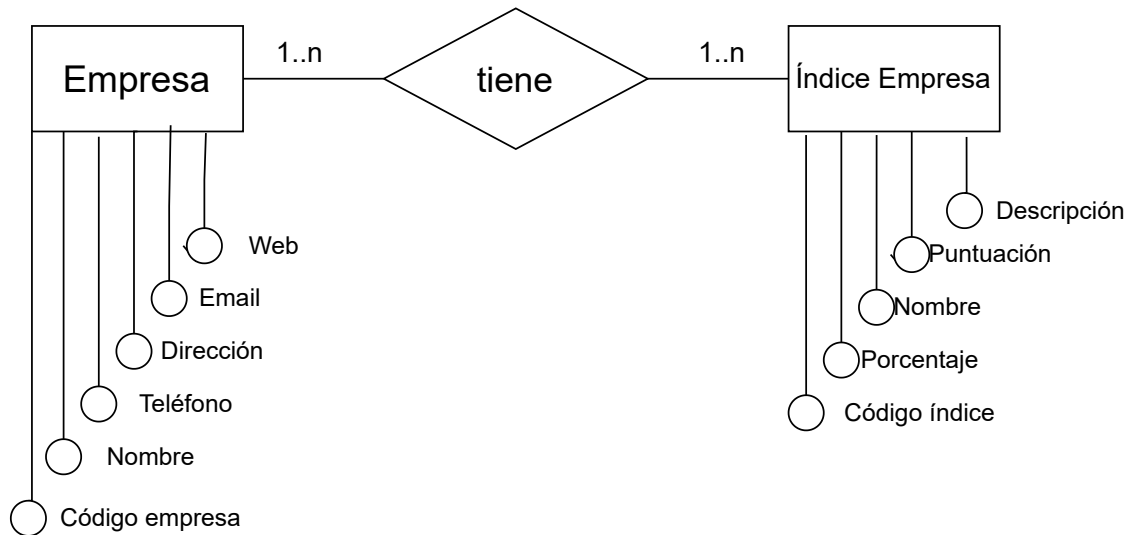 1..n
1..n
Empresa
tiene
Índice Empresa
Descripción
Web
Puntuación
Email
Nombre
Dirección
Porcentaje
Teléfono
Código índice
Nombre
Código empresa